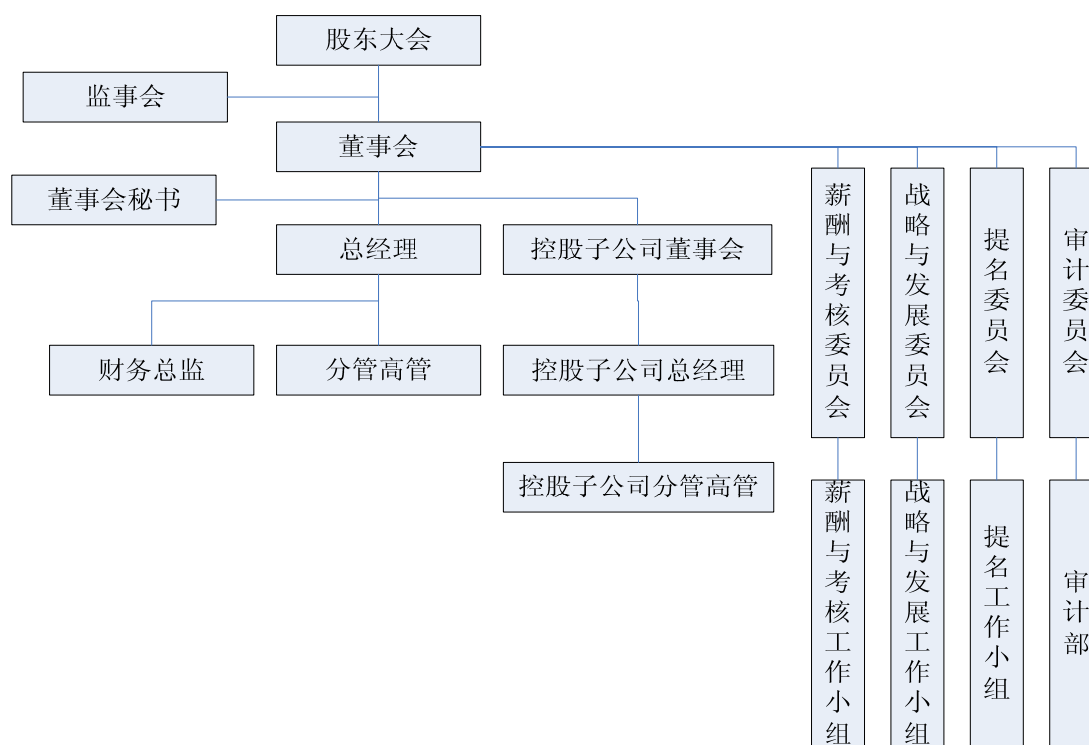 股东大会
监事会
董事会
董事会秘书
总经理
控股子公司董事会
财务总监
分管高管
控股子公司总经理
控股子公司分管高管
薪酬与考核委员会
战略与发展委员会
提名委员会
审计委员会
薪酬与考核工作小组
战略与发展工作小组
提名工作小组
审计部